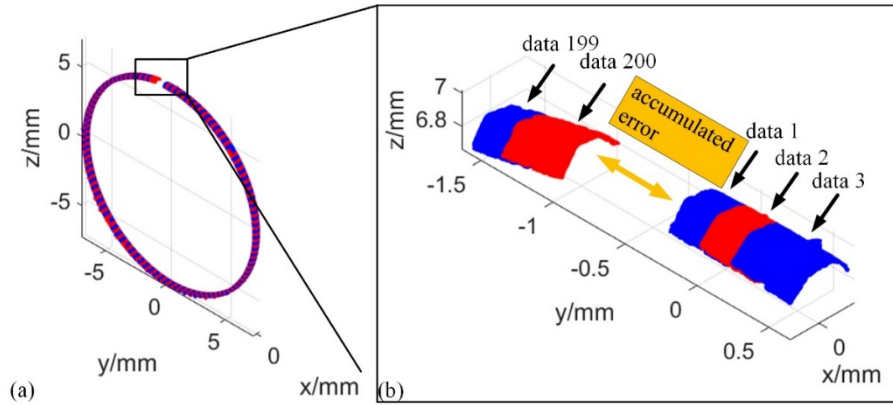 5
0
-5
z/mm
-5
0
5
y/mm
0
x/mm
(a)
data 199
data 200
accumulated
error
data 1
data 2
data 3
7
6.8
z/mm
-1.5
-1
-0.5
0
0.5
y/mm
0
x/mm
(b)